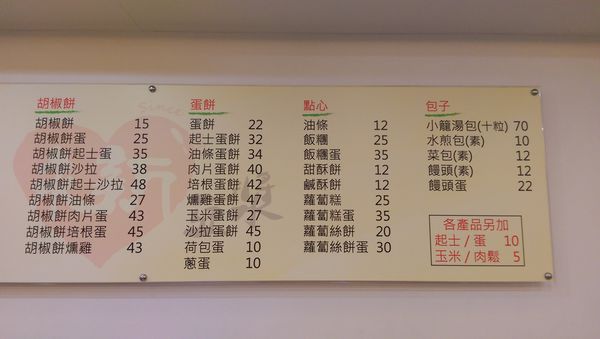 胡椒餅
胡椒餅 15
胡椒餅蛋 25
胡椒餅起士蛋 35
胡椒餅沙拉 38
胡椒餅起士沙拉 48
胡椒餅油條 27
胡椒餅肉片蛋 43
胡椒餅培根蛋 45
胡椒餅燻雞 43
蛋餅
蛋餅 22
起士蛋餅 32
油條蛋餅 34
肉片蛋餅 40
培根蛋餅 42
燻雞蛋餅 47
玉米蛋餅 27
沙拉蛋餅 45
荷包蛋 10
蔥蛋 10
點心
油條 12
飯糰 25
飯糰蛋 35
甜酥餅 12
鹹酥餅 12
蘿蔔糕 25
蘿蔔糕蛋 35
蘿蔔絲餅 20
蘿蔔絲餅蛋 30
包子
小籠湯包(十粒) 70
水煎包(素) 10
菜包(素) 12
饅頭(素) 12
饅頭蛋 22
各產品另加
起士/蛋 10
玉米/肉鬆 5
Since